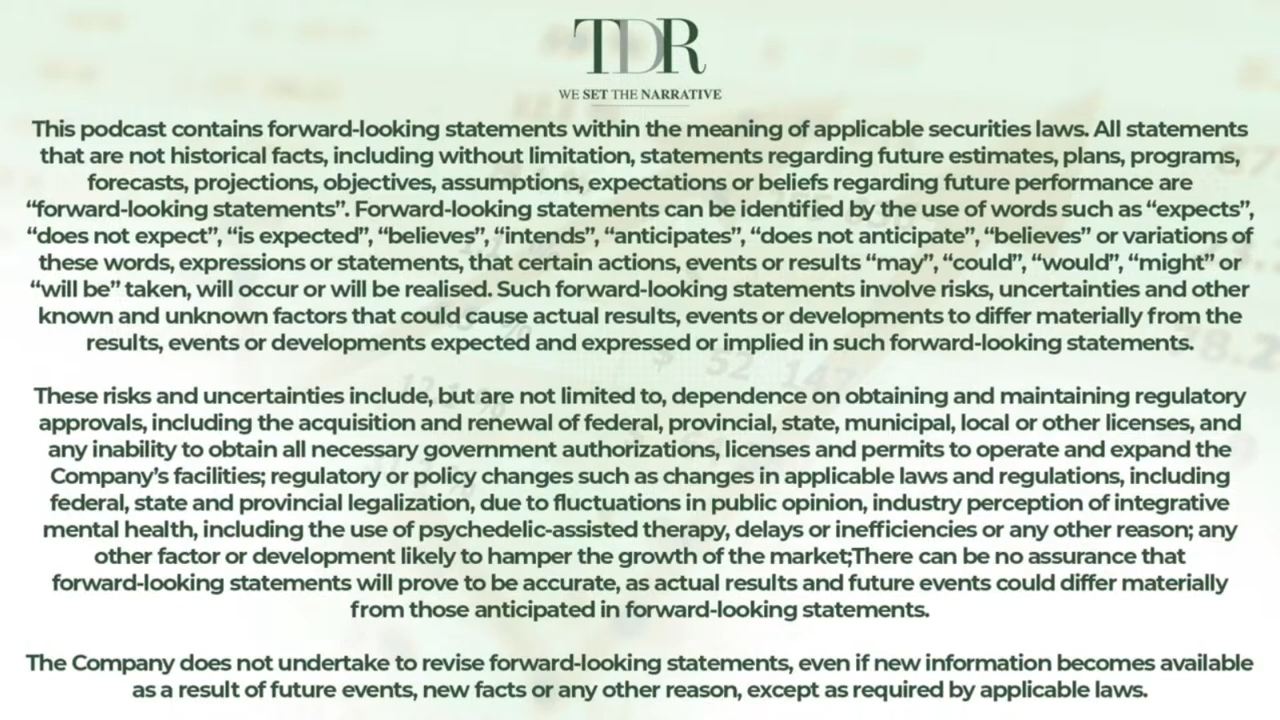 TDR
WE SET THE NARRATIVE
This podcast contains forward-looking statements within the meaning of applicable securities laws. All statements
that are not historical facts, including without limitation, statements regarding future estimates, plans, programs,
forecasts, projections, objectives, assumptions, expectations or beliefs regarding future performance are
“forward-looking statements”. Forward-looking statements can be identified by the use of words such as “expects”,
“does not expect”, “is expected”, “believes”, “intends”, “anticipates”, “does not anticipate”, “believes” or variations of
these words, expressions or statements, that certain actions, events or results “may”, “could”, “would”, “might” or
“will be” taken, will occur or will be realised. Such forward-looking statements involve risks, uncertainties and other
known and unknown factors that could cause actual results, events or developments to differ materially from the
results, events or developments expected and expressed or implied in such forward-looking statements.
These risks and uncertainties include, but are not limited to, dependence on obtaining and maintaining regulatory
approvals, including the acquisition and renewal of federal, provincial, state, municipal, local or other licenses, and
any inability to obtain all necessary government authorizations, licenses and permits to operate and expand the
Company’s facilities; regulatory or policy changes such as changes in applicable laws and regulations, including
federal, state and provincial legalization, due to fluctuations in public opinion, industry perception of integrative
mental health, including the use of psychedelic-assisted therapy, delays or inefficiencies or any other reason; any
other factor or development likely to hamper the growth of the market;There can be no assurance that
forward-looking statements will prove to be accurate, as actual results and future events could differ materially
from those anticipated in forward-looking statements.
The Company does not undertake to revise forward-looking statements, even if new information becomes available
as a result of future events, new facts or any other reason, except as required by applicable laws.